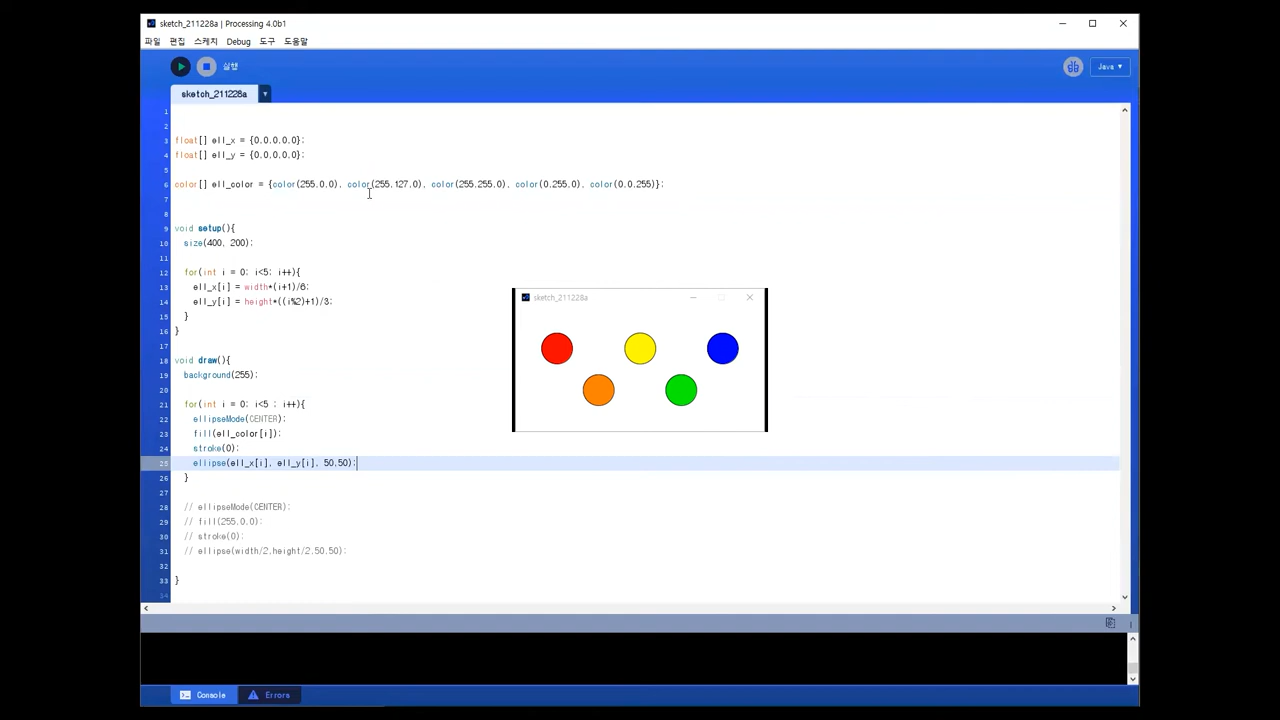 sketch_211228a | Processing 4.0b1
파일 편집 스케치 Debug 도구 도움말
실행
Java ▾
sketch_211228a
1
2
3 float[] ell_x = {0,0,0,0,0};
4 float[] ell_y = {0,0,0,0,0};
5
6 color[] ell_color = {color(255,0,0), color(255,127,0), color(255,255,0), color(0,255,0), color(0,0,255)};
7
8
9 void setup(){
10 size(400, 200);
11
12 for(int i = 0; i<5; i++){
13 ell_x[i] = width*(i+1)/6;
14 ell_y[i] = height*((i%2)+1)/3;
15 }
16 }
17
18 void draw(){
19 background(255);
20
21 for(int i = 0; i<5 ; i++){
22 ellipseMode(CENTER);
23 fill(ell_color[i]);
24 stroke(0);
25 ellipse(ell_x[i], ell_y[i], 50,50);
26 }
27
28 // ellipseMode(CENTER);
29 // fill(255,0,0);
30 // stroke(0);
31 // ellipse(width/2,height/2,50,50);
32
33 }
34
sketch_211228a
Console Errors